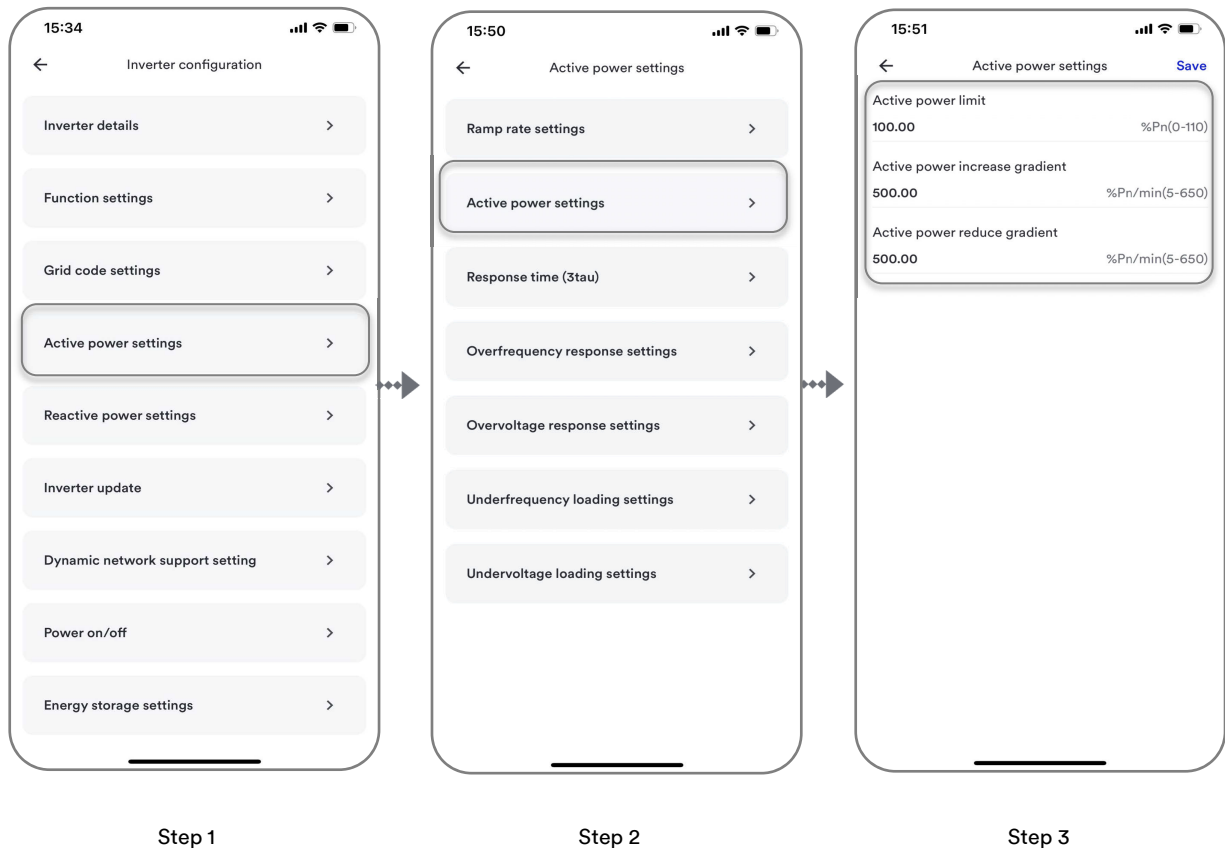 15:34
Inverter configuration
Inverter details
Function settings
Grid code settings
Active power settings
Reactive power settings
Inverter update
Dynamic network support setting
Power on/off
Energy storage settings
Step 1
15:50
Active power settings
Ramp rate settings
Active power settings
Response time (3tau)
Overfrequency response settings
Overvoltage response settings
Underfrequency loading settings
Undervoltage loading settings
Step 2
15:51
Active power settings Save
Active power limit
100.00 %Pn(0-110)
Active power increase gradient
500.00 %Pn/min(5-650)
Active power reduce gradient
500.00 %Pn/min(5-650)
Step 3